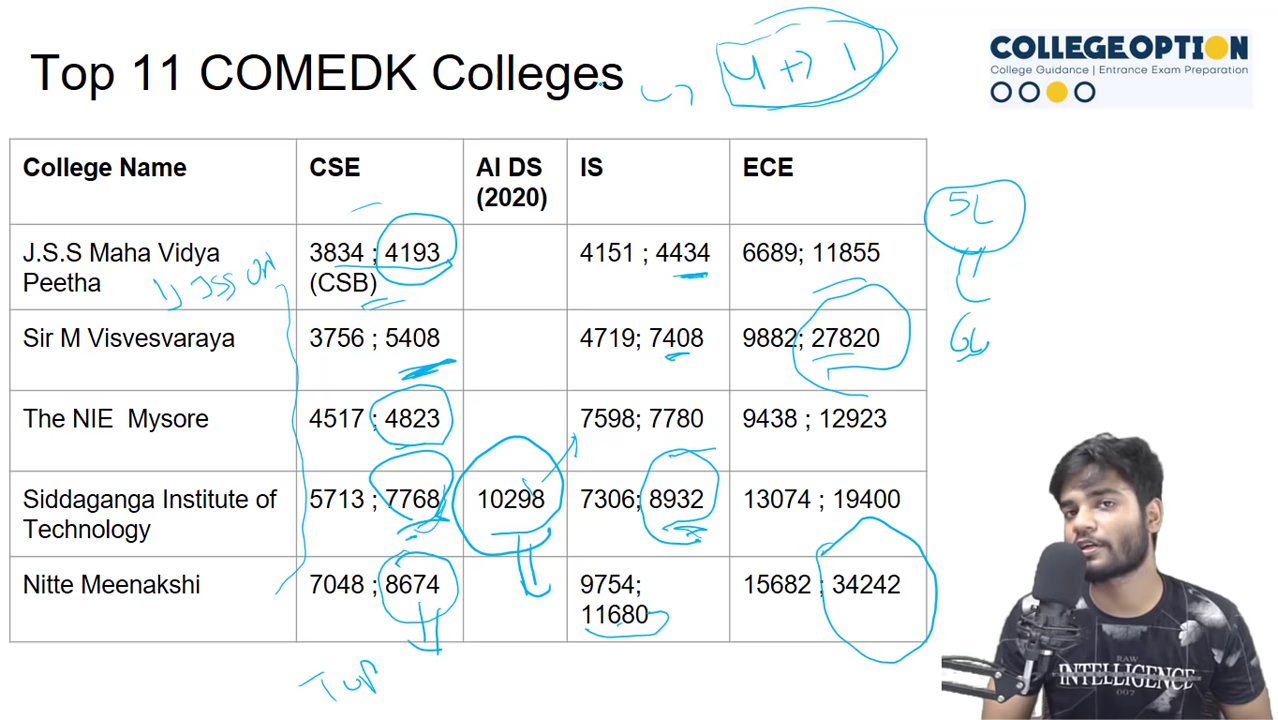 Top 11 COMEDK Colleges
COLLEGEOPTION
College Guidance | Entrance Exam Preparation
College Name CSE AI DS (2020) IS ECE
J.S.S Maha Vidya Peetha 3834 ; 4193 (CSB) 4151 ; 4434 6689; 11855
Sir M Visvesvaraya 3756 ; 5408 4719; 7408 9882; 27820
The NIE Mysore 4517 ; 4823 7598; 7780 9438 ; 12923
Siddaganga Institute of Technology 5713 ; 7768 10298 7306; 8932 13074 ; 19400
Nitte Meenakshi 7048 ; 8674 9754; 11680 15682 ; 34242
5L
6L
JSS
Top
RAW
INTELLIGENCE
007